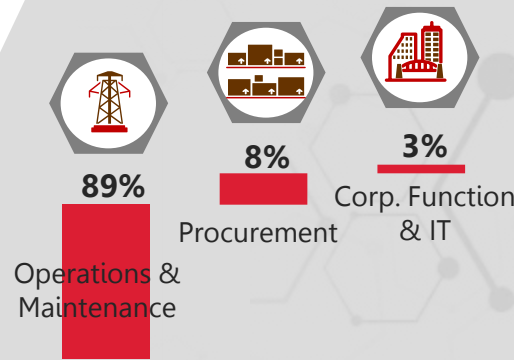 89%
Operations &
Maintenance
8%
Procurement
3%
Corp. Function
& IT